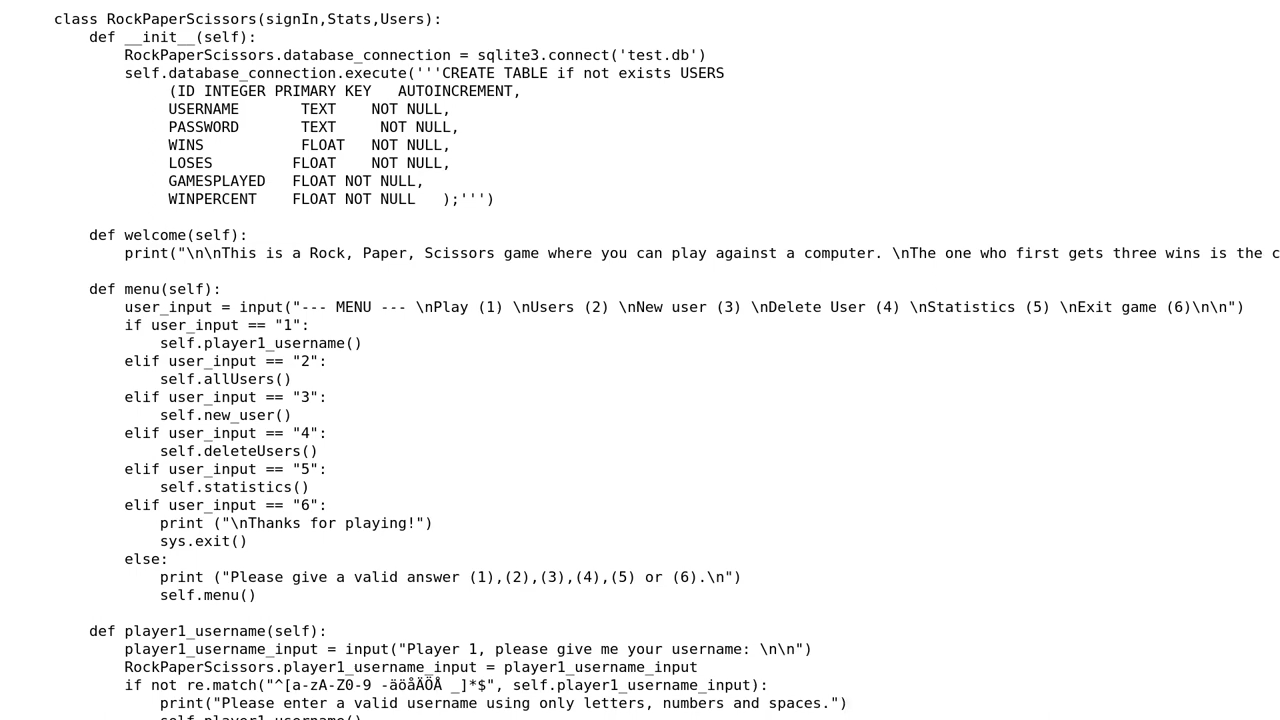 class RockPaperScissors(signIn,Stats,Users):
    def __init__(self):
        RockPaperScissors.database_connection = sqlite3.connect('test.db')
        self.database_connection.execute('''CREATE TABLE if not exists USERS
             (ID INTEGER PRIMARY KEY   AUTOINCREMENT,
             USERNAME       TEXT    NOT NULL,
             PASSWORD       TEXT     NOT NULL,
             WINS           FLOAT   NOT NULL,
             LOSES         FLOAT    NOT NULL,
             GAMESPLAYED   FLOAT NOT NULL,
             WINPERCENT    FLOAT NOT NULL   );''')

    def welcome(self):
        print("\n\nThis is a Rock, Paper, Scissors game where you can play against a computer. \nThe one who first gets three wins is the c

    def menu(self):
        user_input = input("--- MENU --- \nPlay (1) \nUsers (2) \nNew user (3) \nDelete User (4) \nStatistics (5) \nExit game (6)\n\n")
        if user_input == "1":
            self.player1_username()
        elif user_input == "2":
            self.allUsers()
        elif user_input == "3":
            self.new_user()
        elif user_input == "4":
            self.deleteUsers()
        elif user_input == "5":
            self.statistics()
        elif user_input == "6":
            print ("\nThanks for playing!")
            sys.exit()
        else:
            print ("Please give a valid answer (1),(2),(3),(4),(5) or (6).\n")
            self.menu()

    def player1_username(self):
        player1_username_input = input("Player 1, please give me your username: \n\n")
        RockPaperScissors.player1_username_input = player1_username_input
        if not re.match("^[a-zA-Z0-9 -äöåÄÖÅ _]*$", self.player1_username_input):
            print("Please enter a valid username using only letters, numbers and spaces.")
            self.player1_username()